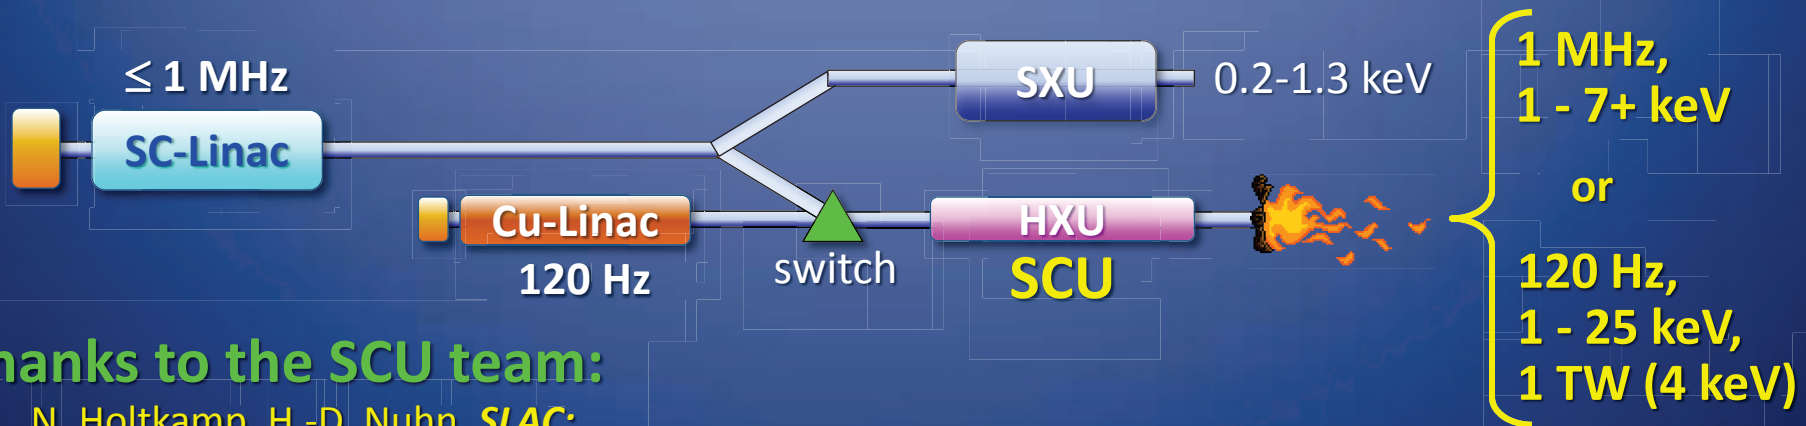 ≤ 1 MHz
SC-Linac
SXU
0.2-1.3 keV
Cu-Linac
120 Hz
switch
HXU
SCU
1 MHz,
1 - 7+ keV
or
120 Hz,
1 - 25 keV,
1 TW (4 keV)
hanks to the SCU team:
N. Holtkamp, H.-D. Nuhn, SLAC: